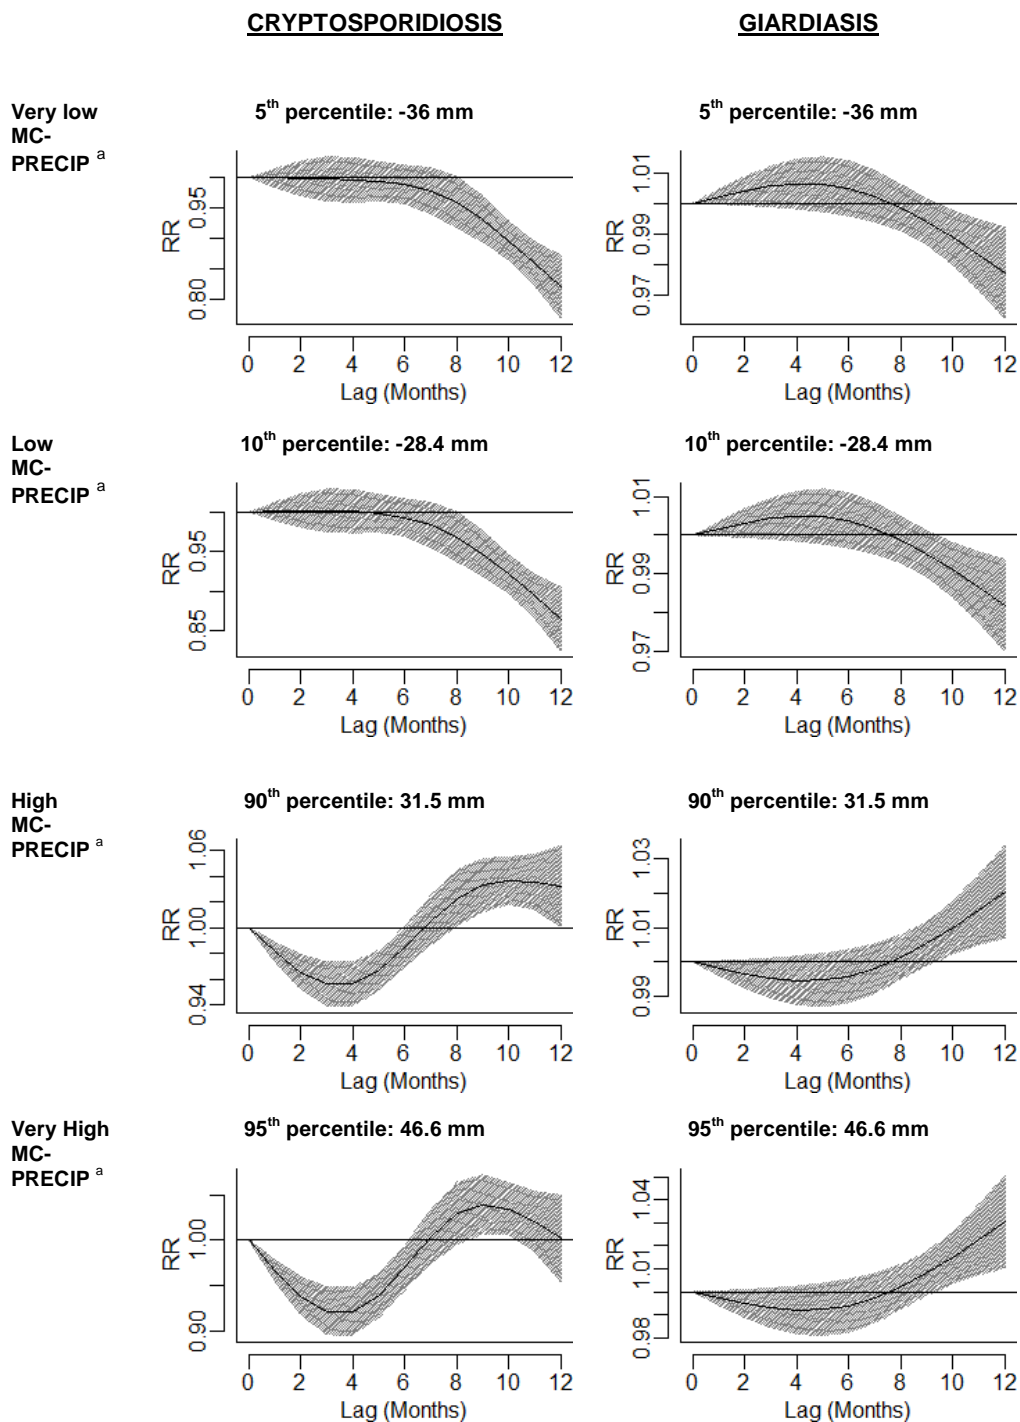 CRYPTOSPORIDIOSIS GIARDIASIS
Very low
MC-
PRECIP a
5th percentile: -36 mm
RR
0.95
0.80
0 2 4 6 8 10 12
Lag (Months)
5th percentile: -36 mm
RR
1.01
0.99
0.97
0 2 4 6 8 10 12
Lag (Months)
Low
MC-
PRECIP a
10th percentile: -28.4 mm
RR
0.95
0.85
0 2 4 6 8 10 12
Lag (Months)
10th percentile: -28.4 mm
RR
1.01
0.99
0.97
0 2 4 6 8 10 12
Lag (Months)
High
MC-
PRECIP a
90th percentile: 31.5 mm
RR
1.06
1.00
0.94
0 2 4 6 8 10 12
Lag (Months)
90th percentile: 31.5 mm
RR
1.03
1.01
0.99
0 2 4 6 8 10 12
Lag (Months)
Very High
MC-
PRECIP a
95th percentile: 46.6 mm
RR
1.00
0.90
0 2 4 6 8 10 12
Lag (Months)
95th percentile: 46.6 mm
RR
1.04
1.01
0.98
0 2 4 6 8 10 12
Lag (Months)